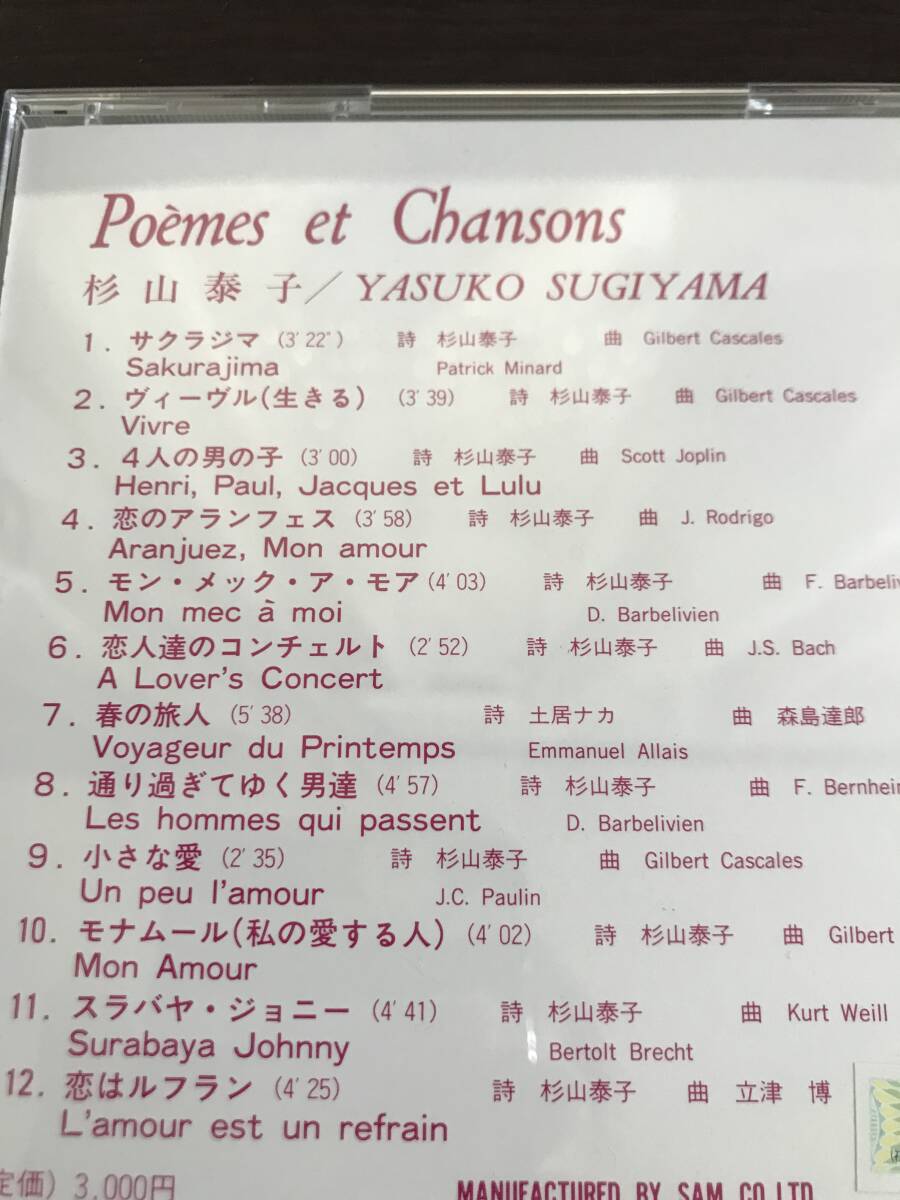 Poèmes et Chansons
杉山泰子／YASUKO SUGIYAMA
1. サクラジマ (3'22") 詩 杉山泰子 曲 Gilbert Cascales
Sakurajima Patrick Minard
2. ヴィーヴル(生きる) (3'39) 詩 杉山泰子 曲 Gilbert Cascales
Vivre
3. 4人の男の子 (3'00) 詩 杉山泰子 曲 Scott Joplin
Henri, Paul, Jacques et Lulu
4. 恋のアランフェス (3'58) 詩 杉山泰子 曲 J. Rodrigo
Aranjuez, Mon amour
5. モン・メック・ア・モア (4'03) 詩 杉山泰子 曲 F. Barbeliv
Mon mec à moi D. Barbelivien
6. 恋人達のコンチェルト (2'52) 詩 杉山泰子 曲 J.S. Bach
A Lover's Concert
7. 春の旅人 (5'38) 詩 土居ナカ 曲 森島達郎
Voyageur du Printemps Emmanuel Allais
8. 通り過ぎてゆく男達 (4'57) 詩 杉山泰子 曲 F. Bernhein
Les hommes qui passent D. Barbelivien
9. 小さな愛 (2'35) 詩 杉山泰子 曲 Gilbert Cascales
Un peu l'amour J.C. Paulin
10. モナムール(私の愛する人) (4'02) 詩 杉山泰子 曲 Gilbert
Mon Amour
11. スラバヤ・ジョニー (4'41) 詩 杉山泰子 曲 Kurt Weill
Surabaya Johnny Bertolt Brecht
12. 恋はルフラン (4'25) 詩 杉山泰子 曲 立津 博
L'amour est un refrain
定価) 3,000円 MANUFACTURED BY SAM CO.LTD